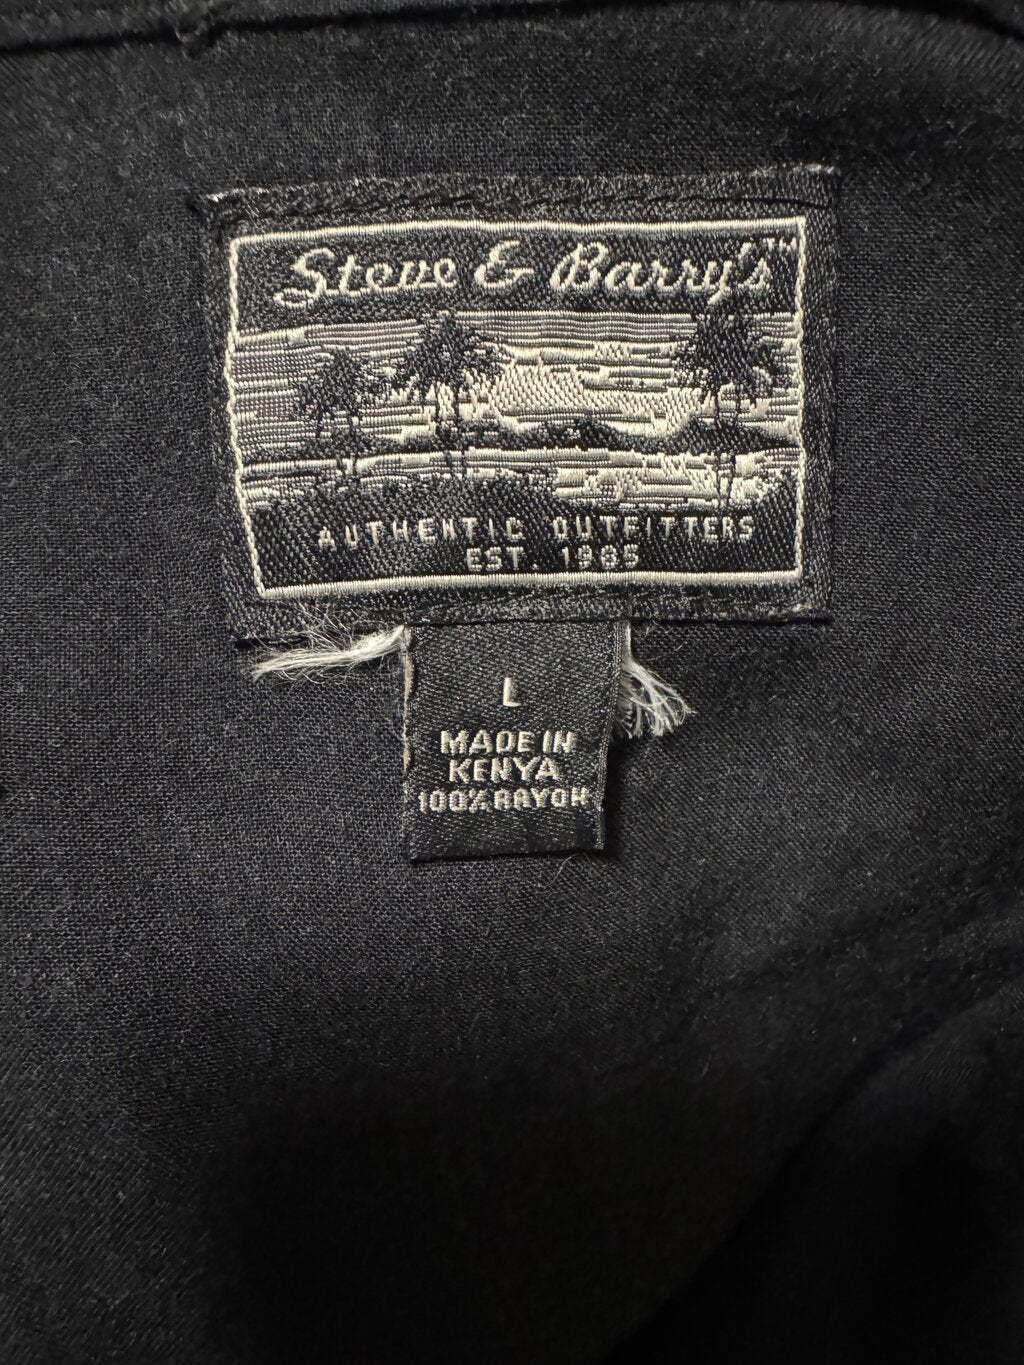 Steve & Barry's™
AUTHENTIC OUTFITTERS
EST. 1985
L
MADE IN
KENYA
100% RAYON